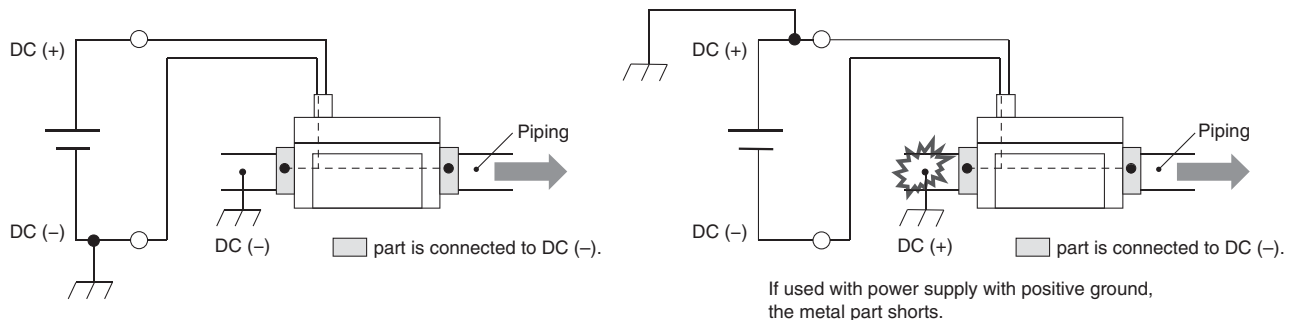 DC (+)
DC (–)
DC (–)
Piping
part is connected to DC (–).
DC (+)
DC (–)
DC (+)
Piping
part is connected to DC (–).
If used with power supply with positive ground,
the metal part shorts.